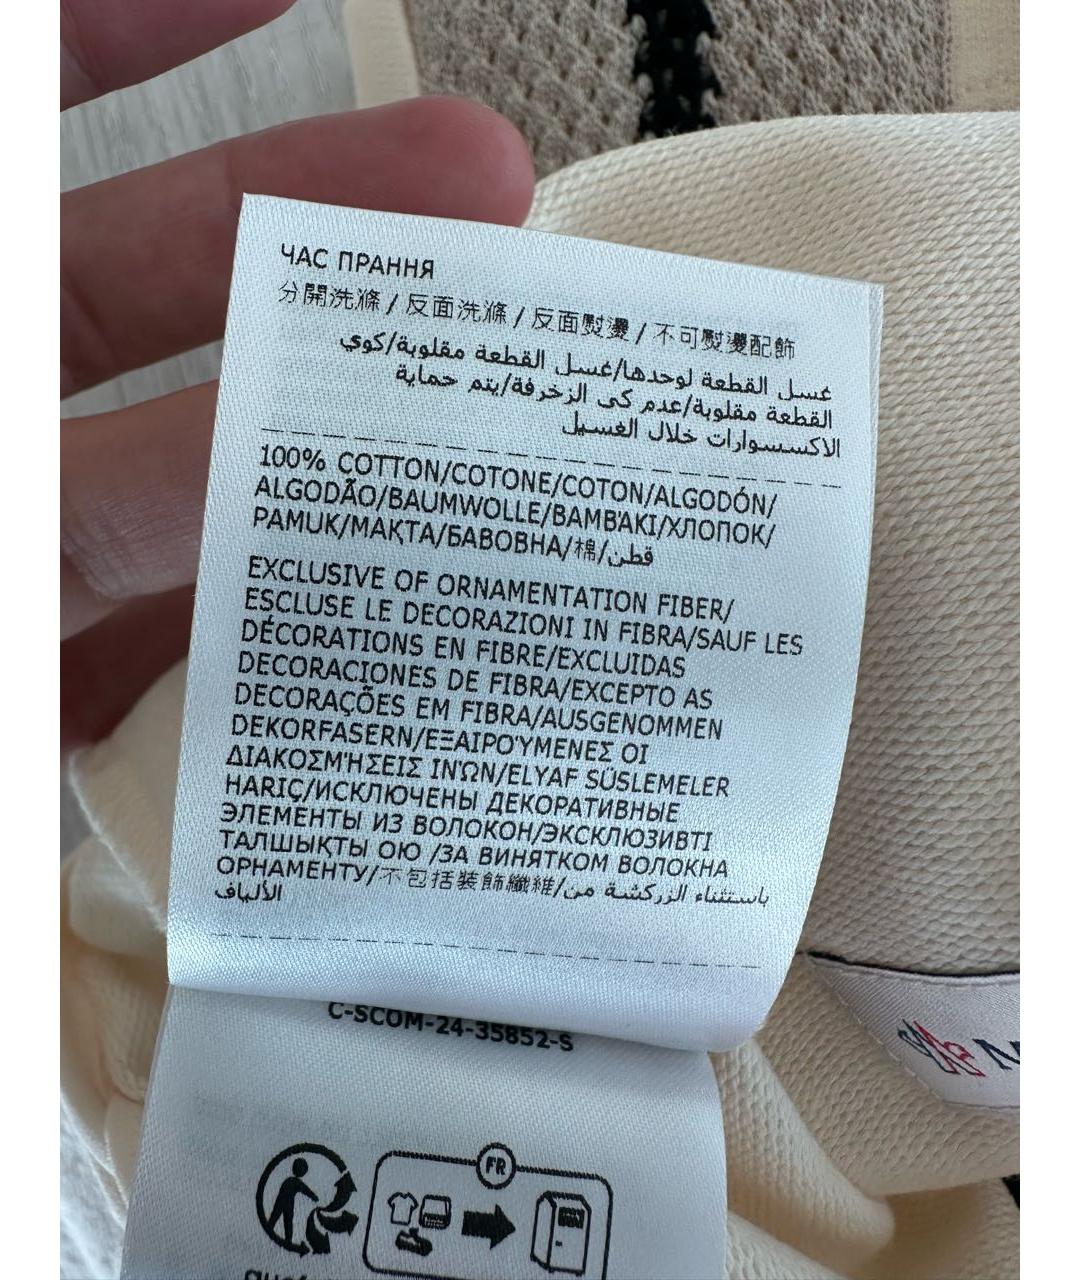 ЧАС ПРАННЯ
分開洗滌 / 反面洗滌 / 反面熨燙 / 不可熨燙配飾
غسل القطعة لوحدها/غسل القطعة مقلوبة/كوي
القطعة مقلوبة/عدم كى الزخرفة/يتم حماية
الاكسسوارات خلال الغسيل
100% COTTON/COTONE/COTON/ALGODÓN/
ALGODÃO/BAUMWOLLE/ΒΑΜΒΆΚΙ/ХЛОПОК/
PAMUK/МАҚТА/БАВОВНА/棉/قطن
EXCLUSIVE OF ORNAMENTATION FIBER/
ESCLUSE LE DECORAZIONI IN FIBRA/SAUF LES
DÉCORATIONS EN FIBRE/EXCLUIDAS
DECORACIONES DE FIBRA/EXCEPTO AS
DECORAÇÕES EM FIBRA/AUSGENOMMEN
DEKORFASERN/ΕΞΑΙΡΟΎΜΕΝΕΣ ΟΙ
ΔΙΑΚΟΣΜΉΣΕΙΣ ΙΝΏΝ/ELYAF SÜSLEMELER
HARIÇ/ИСКЛЮЧЕНЫ ДЕКОРАТИВНЫЕ
ЭЛЕМЕНТЫ ИЗ ВОЛОКОН/ЭКСКЛЮЗИВТІ
ТАЛШЫҚТЫ ОЮ /ЗА ВИНЯТКОМ ВОЛОКНА
ОРНАМЕНТУ/不包括裝飾纖維/باستثناء الزركشة من
الألياف
C-SCOM-24-35852-S
FR